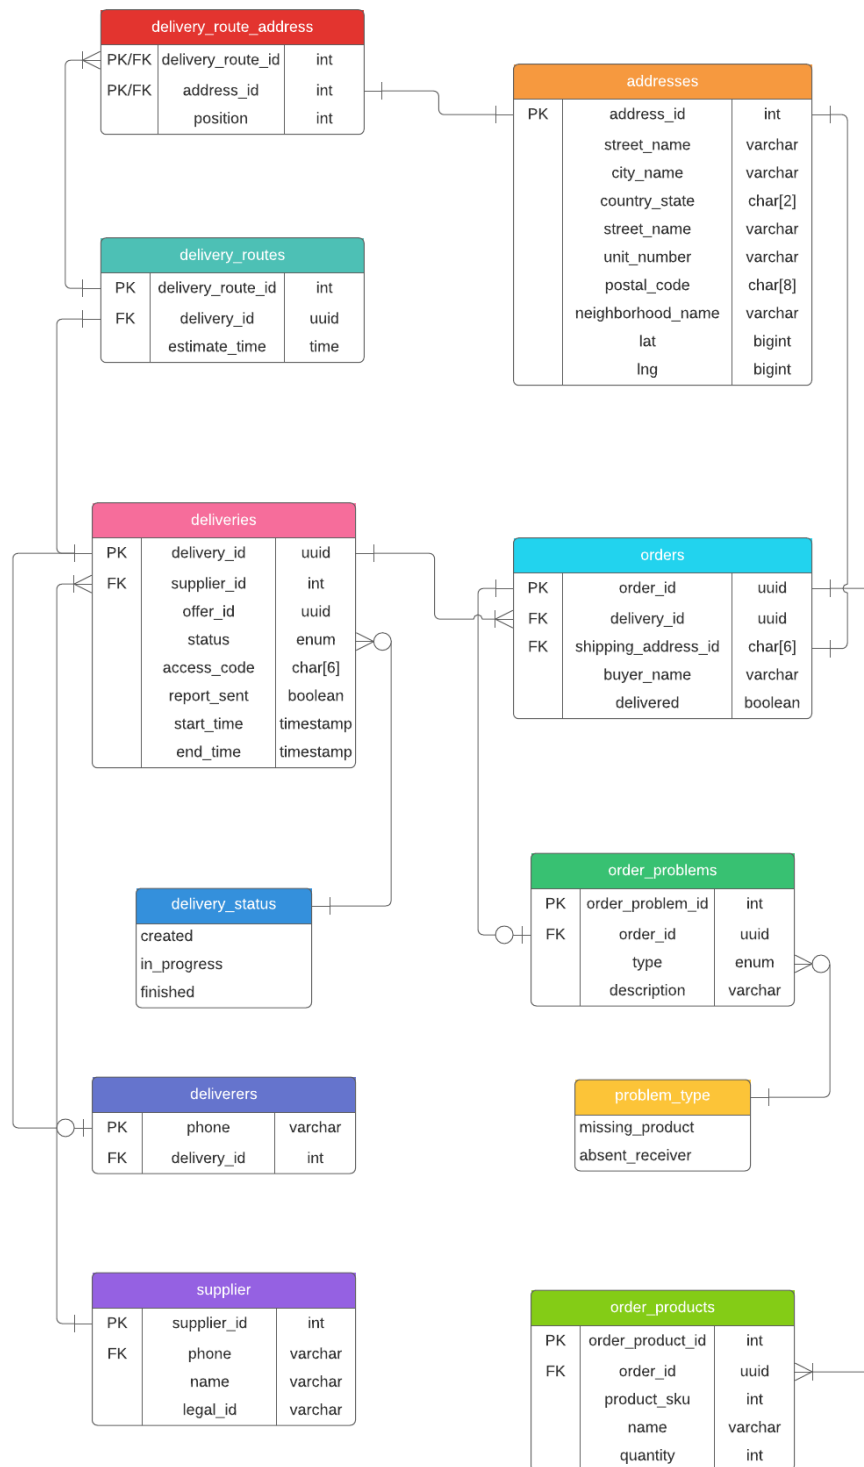 delivery_route_address
PK/FK delivery_route_id int
PK/FK address_id int
position int
addresses
PK address_id int
street_name varchar
city_name varchar
country_state char[2]
street_name varchar
unit_number varchar
postal_code char[8]
neighborhood_name varchar
lat bigint
lng bigint
delivery_routes
PK delivery_route_id int
FK delivery_id uuid
estimate_time time
deliveries
PK delivery_id uuid
FK supplier_id int
offer_id uuid
status enum
access_code char[6]
report_sent boolean
start_time timestamp
end_time timestamp
orders
PK order_id uuid
FK delivery_id uuid
FK shipping_address_id char[6]
buyer_name varchar
delivered boolean
order_problems
PK order_problem_id int
FK order_id uuid
type enum
description varchar
delivery_status
created
in_progress
finished
deliverers
PK phone varchar
FK delivery_id int
problem_type
missing_product
absent_receiver
supplier
PK supplier_id int
FK phone varchar
name varchar
legal_id varchar
order_products
PK order_product_id int
FK order_id uuid
product_sku int
name varchar
quantity int